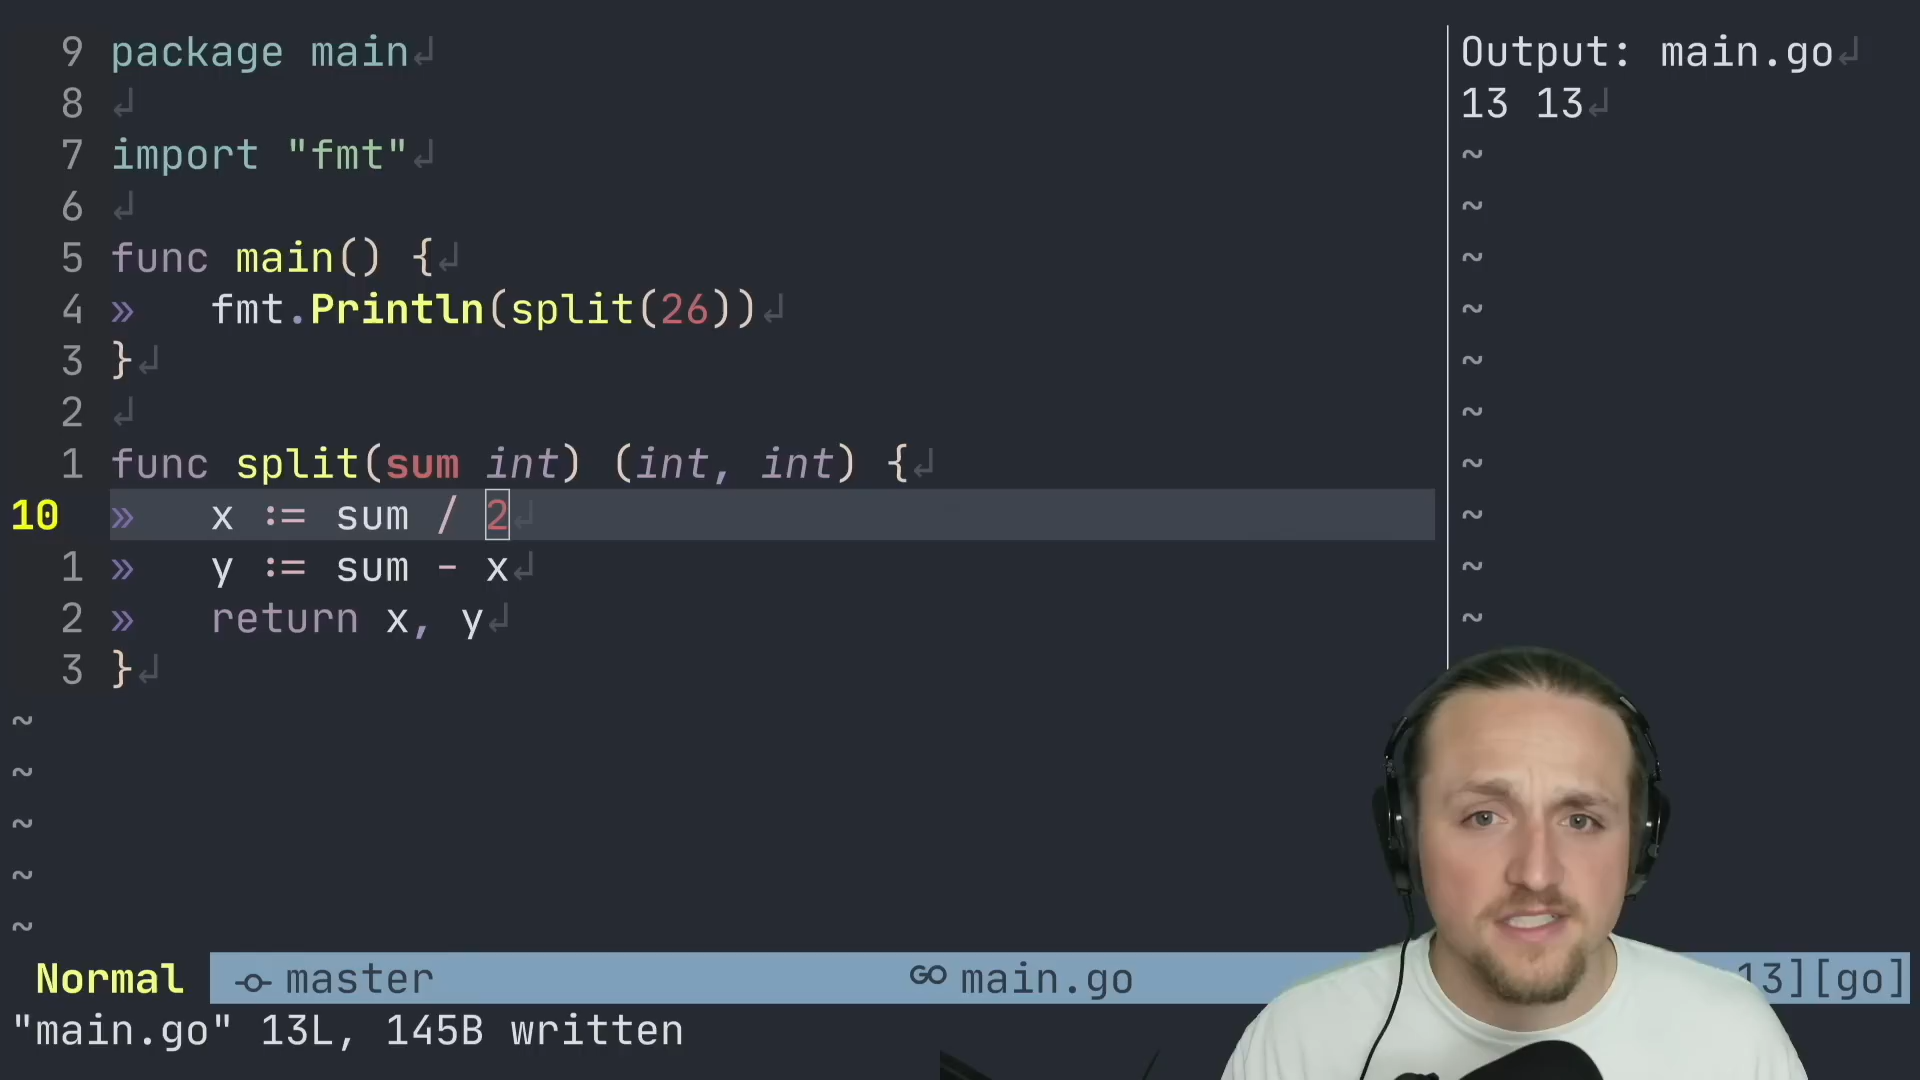 9 package main↲
8 ↲
7 import "fmt"↲
6 ↲
5 func main() {↲
4 »   fmt.Println(split(26))↲
3 }↲
2 ↲
1 func split(sum int) (int, int) {↲
10 »   x := sum / 2↲
1 »   y := sum - x↲
2 »   return x, y↲
3 }↲
~
~
~
~
~
Output: main.go↲
13 13↲
~
~
~
~
~
~
~
~
~
~
Normal master main.go 13][go]
"main.go" 13L, 145B written